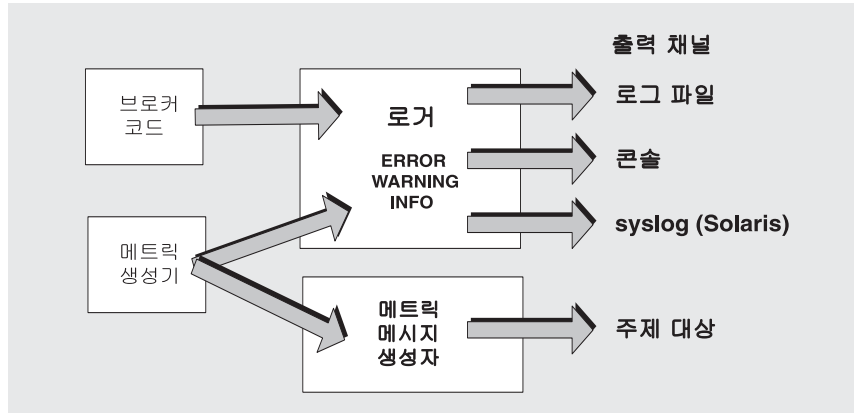 출력 채널
브로커
코드
로거
ERROR
WARNING
INFO
로그 파일
콘솔
syslog (Solaris)
메트릭
생성기
메트릭
메시지
생성자
주제 대상